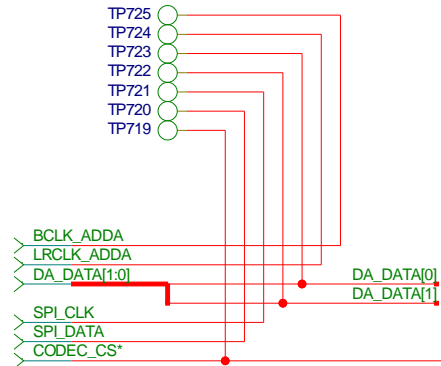 TP725
TP724
TP723
TP722
TP721
TP720
TP719
BCLK_ADDA
LRCLK_ADDA
DA_DATA[1:0] DA_DATA[0]
DA_DATA[1]
SPI_CLK
SPI_DATA
CODEC_CS*